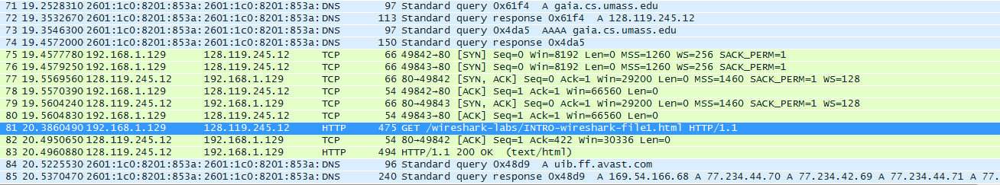 71 19.2528310 2601:1c0:8201:853a: 2601:1c0:8201:853a: DNS 97 Standard query 0x61f4 A gaia.cs.umass.edu
72 19.3532670 2601:1c0:8201:853a: 2601:1c0:8201:853a: DNS 113 Standard query response 0x61f4 A 128.119.245.12
73 19.3546300 2601:1c0:8201:853a: 2601:1c0:8201:853a: DNS 97 Standard query 0x4da5 AAAA gaia.cs.umass.edu
74 19.4572000 2601:1c0:8201:853a: 2601:1c0:8201:853a: DNS 150 Standard query response 0x4da5
75 19.4577780 192.168.1.129 128.119.245.12 TCP 66 49842→80 [SYN] Seq=0 Win=8192 Len=0 MSS=1260 WS=256 SACK_PERM=1
76 19.4579250 192.168.1.129 128.119.245.12 TCP 66 49843→80 [SYN] Seq=0 Win=8192 Len=0 MSS=1260 WS=256 SACK_PERM=1
77 19.5569560 128.119.245.12 192.168.1.129 TCP 66 80→49842 [SYN, ACK] Seq=0 Ack=1 Win=29200 Len=0 MSS=1460 SACK_PERM=1 WS=128
78 19.5570390 192.168.1.129 128.119.245.12 TCP 54 49842→80 [ACK] Seq=1 Ack=1 Win=66560 Len=0
79 19.5604240 128.119.245.12 192.168.1.129 TCP 66 80→49843 [SYN, ACK] Seq=0 Ack=1 Win=29200 Len=0 MSS=1460 SACK_PERM=1 WS=128
80 19.5604830 192.168.1.129 128.119.245.12 TCP 54 49843→80 [ACK] Seq=1 Ack=1 Win=66560 Len=0
81 20.3860490 192.168.1.129 128.119.245.12 HTTP 475 GET /wireshark-labs/INTRO-wireshark-file1.html HTTP/1.1
82 20.4950650 128.119.245.12 192.168.1.129 TCP 54 80→49842 [ACK] Seq=1 Ack=422 Win=30336 Len=0
83 20.4960880 128.119.245.12 192.168.1.129 HTTP 494 HTTP/1.1 200 OK (text/html)
84 20.5225530 2601:1c0:8201:853a: 2601:1c0:8201:853a: DNS 96 Standard query 0x48d9 A uib.ff.avast.com
85 20.5370470 2601:1c0:8201:853a: 2601:1c0:8201:853a: DNS 240 Standard query response 0x48d9 A 169.54.166.68 A 77.234.44.70 A 77.234.42.69 A 77.234.44.71 A 77.